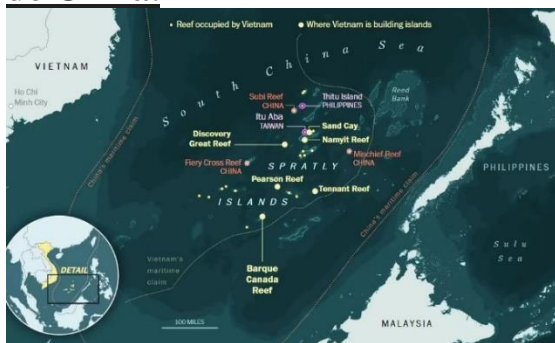 Reef occupied by Vietnam
Where Vietnam is building islands
VIETNAM
Ho Chi
Minh City
South China Sea
Subi Reef
CHINA
Thitu Island
PHILIPPINES
Reed
Bank
Itu Aba
TAIWAN
Sand Cay
Discovery
Great Reef
Namyit Reef
Mischief Reef
CHINA
Fiery Cross Reef
CHINA
SPRATLY
ISLANDS
Pearson Reef
Tennant Reef
PHILIPPINES
China's maritime claim
China's maritime claim
Sulu
Sea
Vietnam's
maritime
claim
Barque
Canada
Reef
DETAIL
100 MILES
MALAYSIA